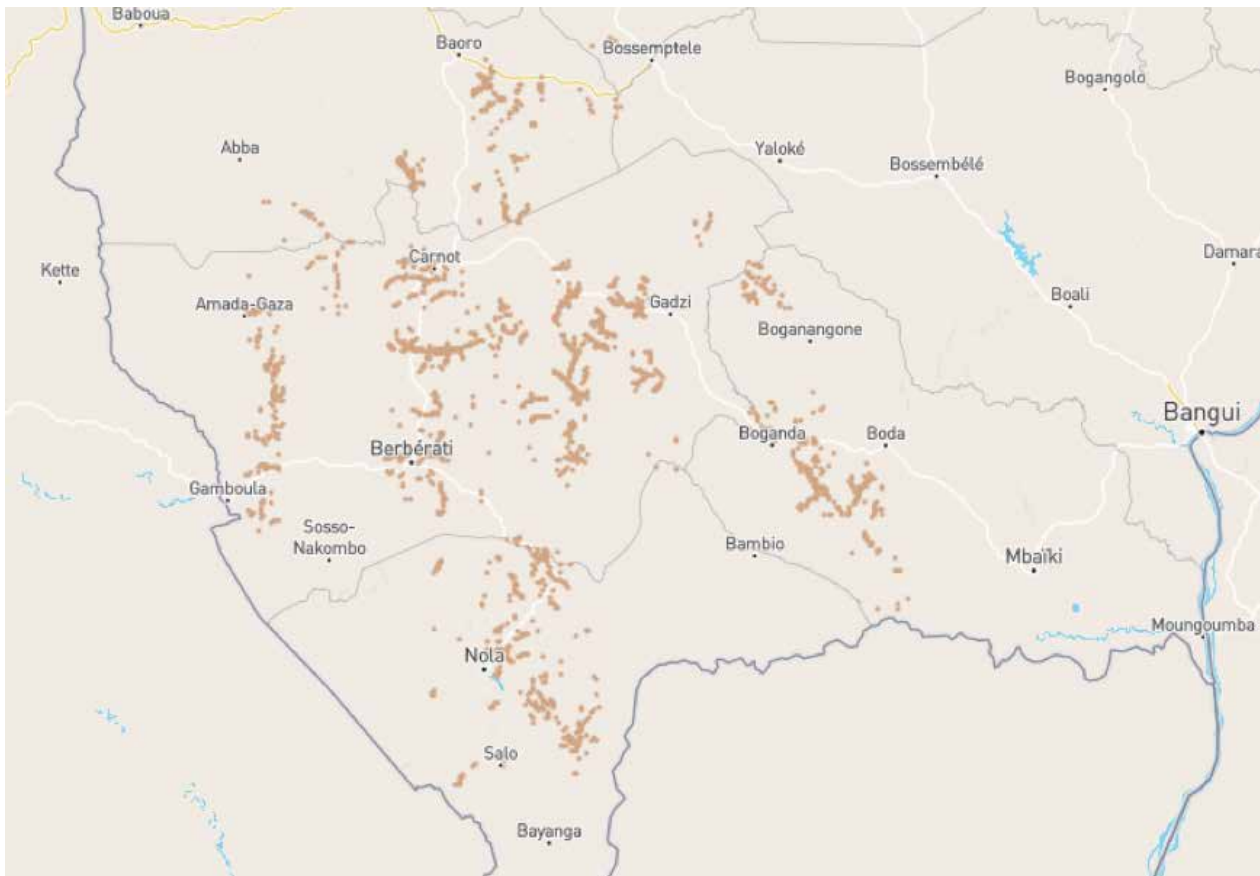 Baboua
Baoro
Bossemptele
Bogangolo
Abba
Yaloké
Bossembélé
Kette
Carnot
Damara
Amada-Gaza
Gadzi
Boali
Boganangone
Bangui
Berbérati
Boganda
Boda
Gamboula
Sosso-
Nakombo
Bambio
Mbaïki
Moungoumba
Nola
Salo
Bayanga